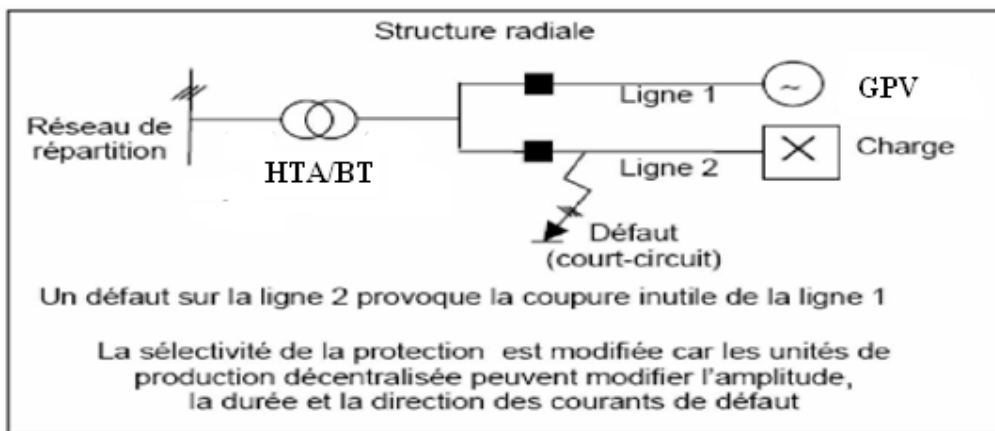 Structure radiale
Ligne 1
GPV
Réseau de
répartition
HTA/BT
Ligne 2
Charge
Défaut
(court-circuit)
Un défaut sur la ligne 2 provoque la coupure inutile de la ligne 1
La sélectivité de la protection est modifiée car les unités de
production décentralisée peuvent modifier l'amplitude,
la durée et la direction des courants de défaut